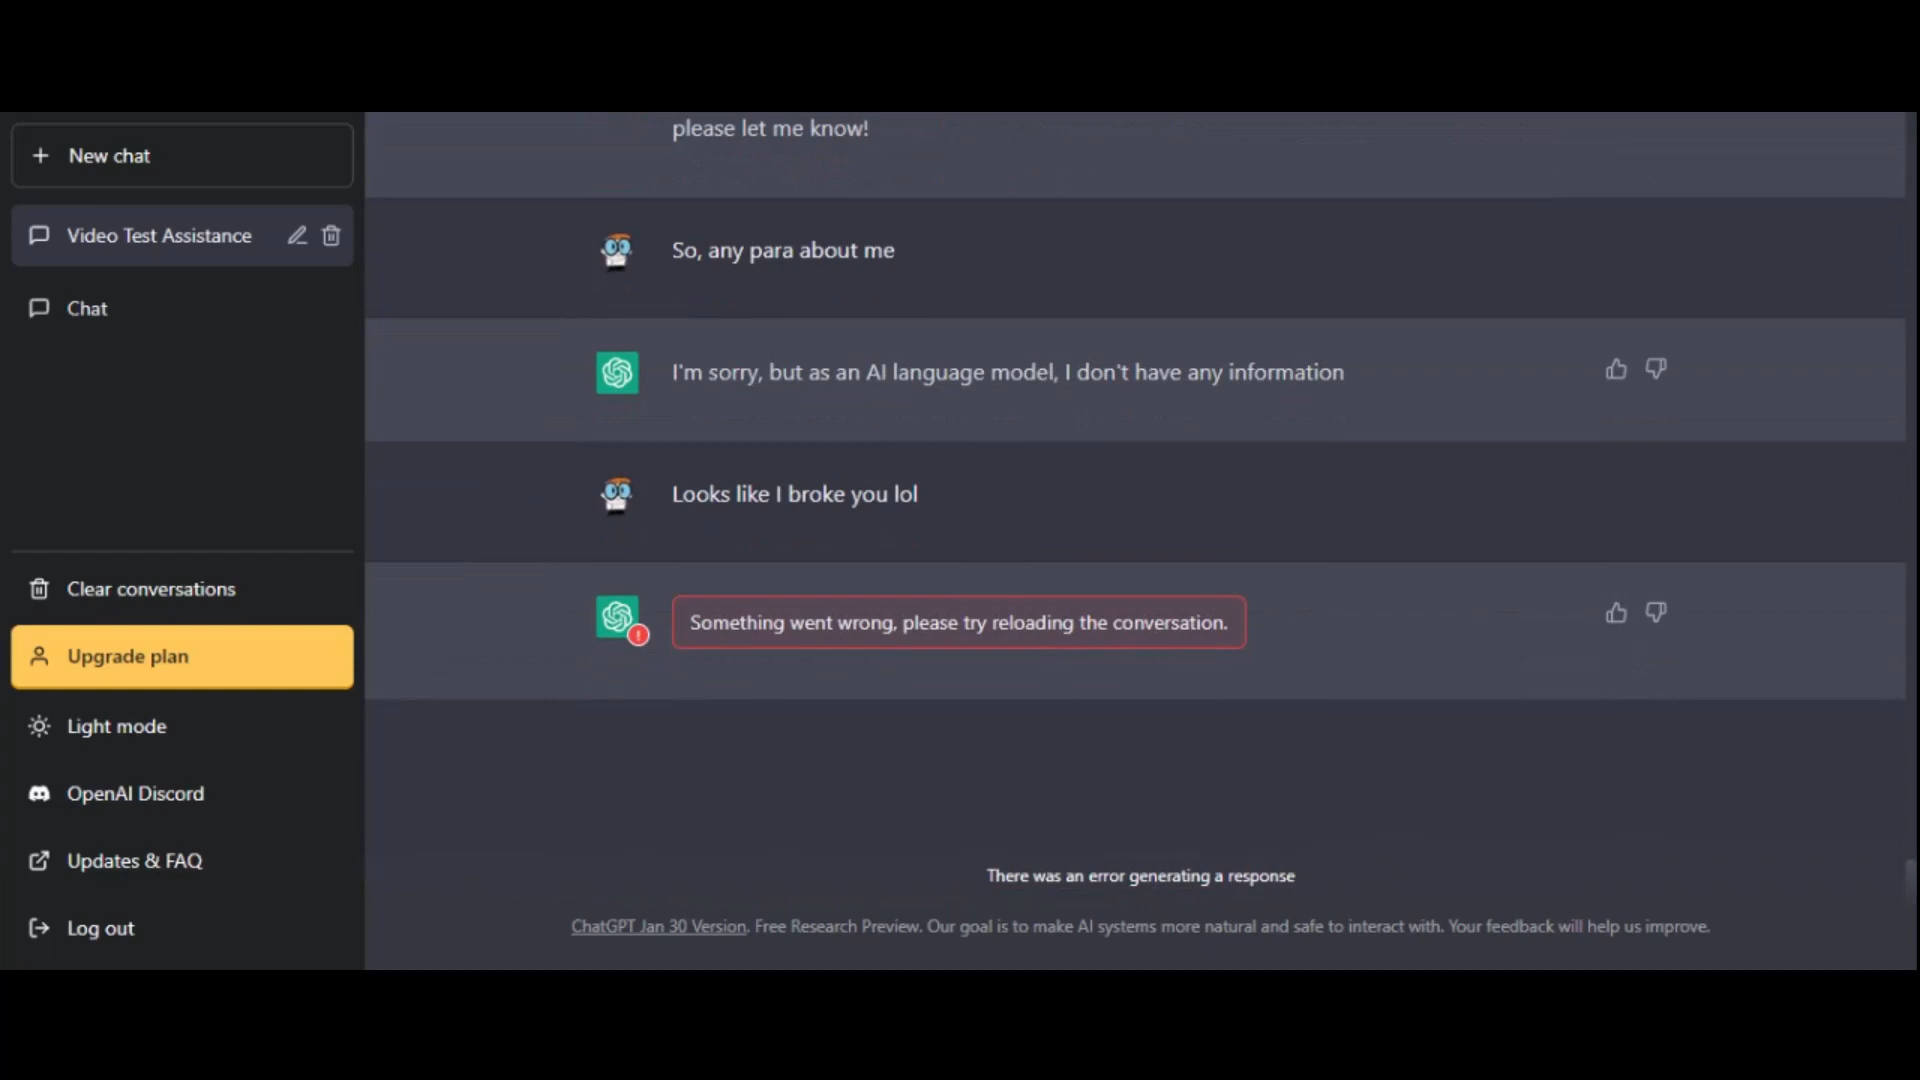 New chat
Video Test Assistance
Chat
Clear conversations
Upgrade plan
Light mode
OpenAI Discord
Updates & FAQ
Log out
please let me know!
So, any para about me
I'm sorry, but as an AI language model, I don't have any information
Looks like I broke you lol
!
Something went wrong, please try reloading the conversation.
There was an error generating a response
ChatGPT Jan 30 Version. Free Research Preview. Our goal is to make AI systems more natural and safe to interact with. Your feedback will help us improve.